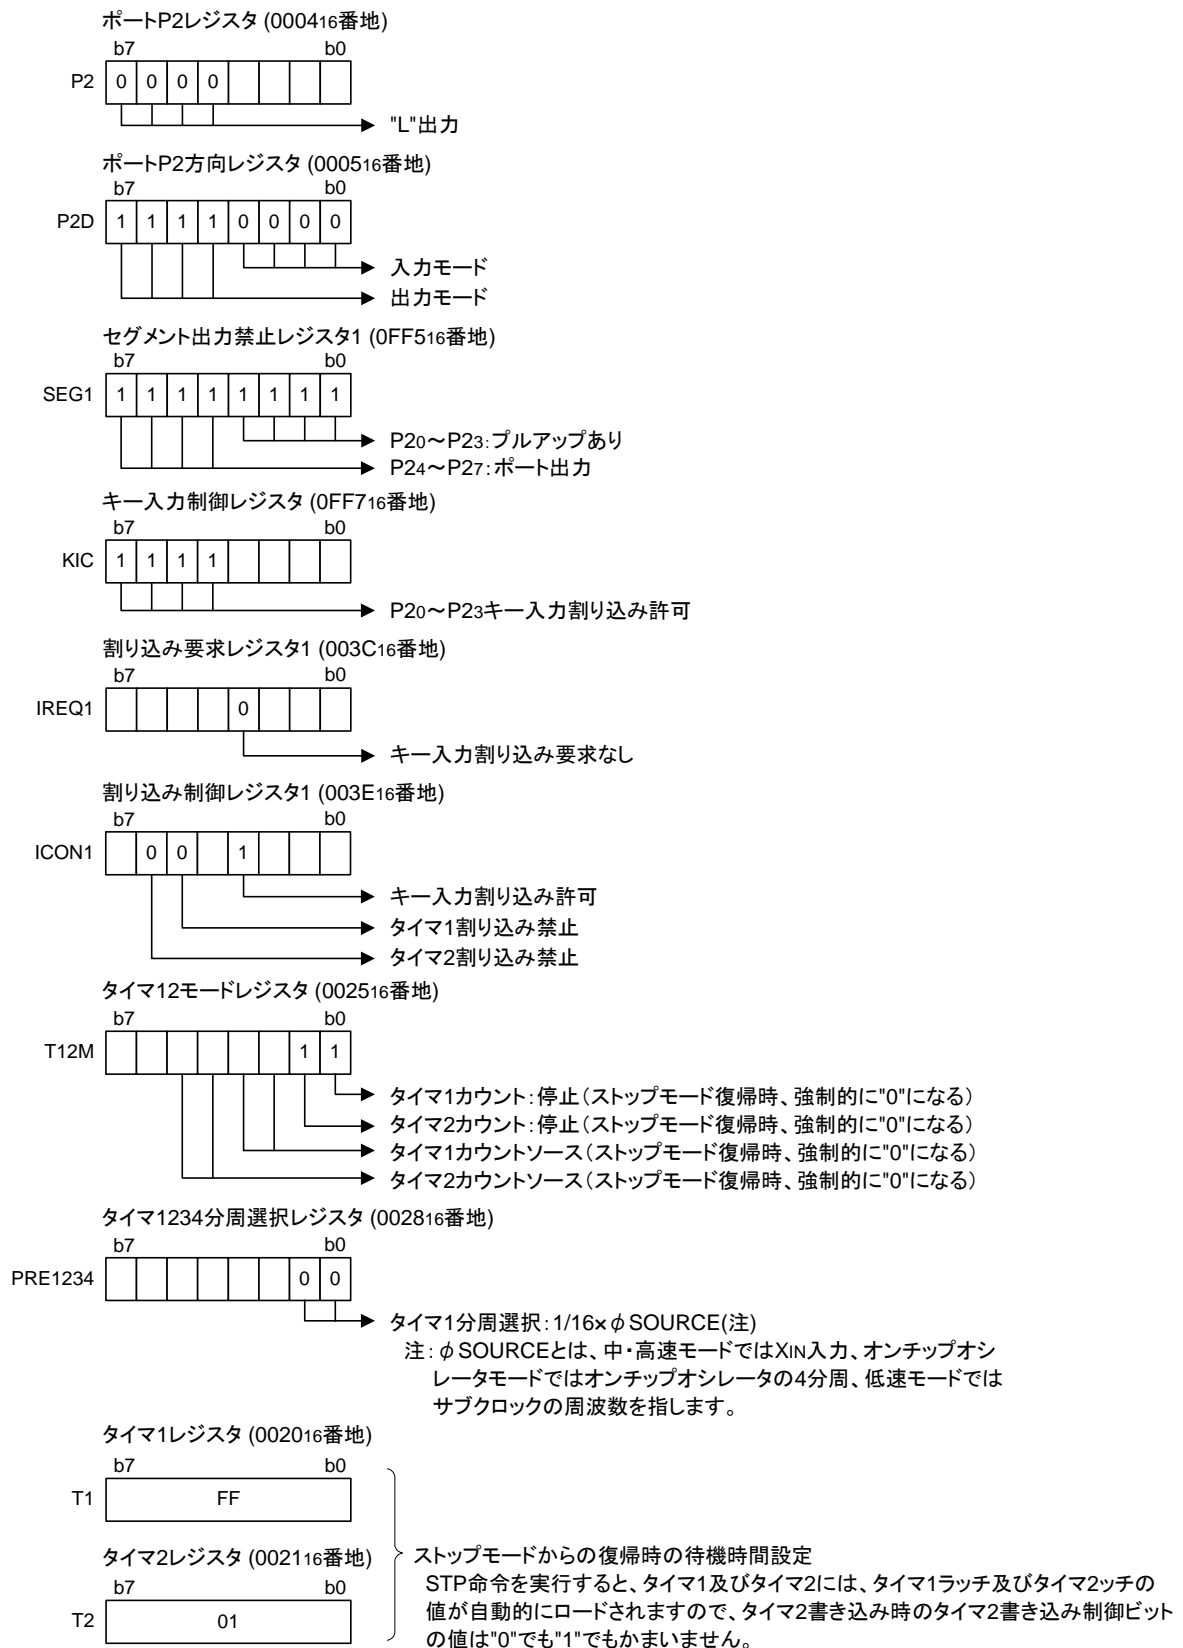 ポートP2レジスタ (000416番地)
b7 b0
P2 0 0 0 0
"L"出力
ポートP2方向レジスタ (000516番地)
b7 b0
P2D 1 1 1 1 0 0 0 0
入力モード
出力モード
セグメント出力禁止レジスタ1 (0FF516番地)
b7 b0
SEG1 1 1 1 1 1 1 1 1
P20～P23：プルアップあり
P24～P27：ポート出力
キー入力制御レジスタ (0FF716番地)
b7 b0
KIC 1 1 1 1
P20～P23キー入力割り込み許可
割り込み要求レジスタ1 (003C16番地)
b7 b0
IREQ1 0
キー入力割り込み要求なし
割り込み制御レジスタ1 (003E16番地)
b7 b0
ICON1 0 0 1
キー入力割り込み許可
タイマ1割り込み禁止
タイマ2割り込み禁止
タイマ12モードレジスタ (002516番地)
b7 b0
T12M 1 1
タイマ1カウント：停止（ストップモード復帰時、強制的に"0"になる）
タイマ2カウント：停止（ストップモード復帰時、強制的に"0"になる）
タイマ1カウントソース（ストップモード復帰時、強制的に"0"になる）
タイマ2カウントソース（ストップモード復帰時、強制的に"0"になる）
タイマ1234分周選択レジスタ (002816番地)
b7 b0
PRE1234 0 0
タイマ1分周選択：1/16×φSOURCE(注)
注：φSOURCEとは、中・高速モードではXIN入力、オンチップオシ
レータモードではオンチップオシレータの4分周、低速モードでは
サブクロックの周波数を指します。
タイマ1レジスタ (002016番地)
b7 b0
T1 FF
タイマ2レジスタ (002116番地)
b7 b0
T2 01
ストップモードからの復帰時の待機時間設定
STP命令を実行すると、タイマ1及びタイマ2には、タイマ1ラッチ及びタイマ2ッチの
値が自動的にロードされますので、タイマ2書き込み時のタイマ2書き込み制御ビット
の値は"0"でも"1"でもかまいません。